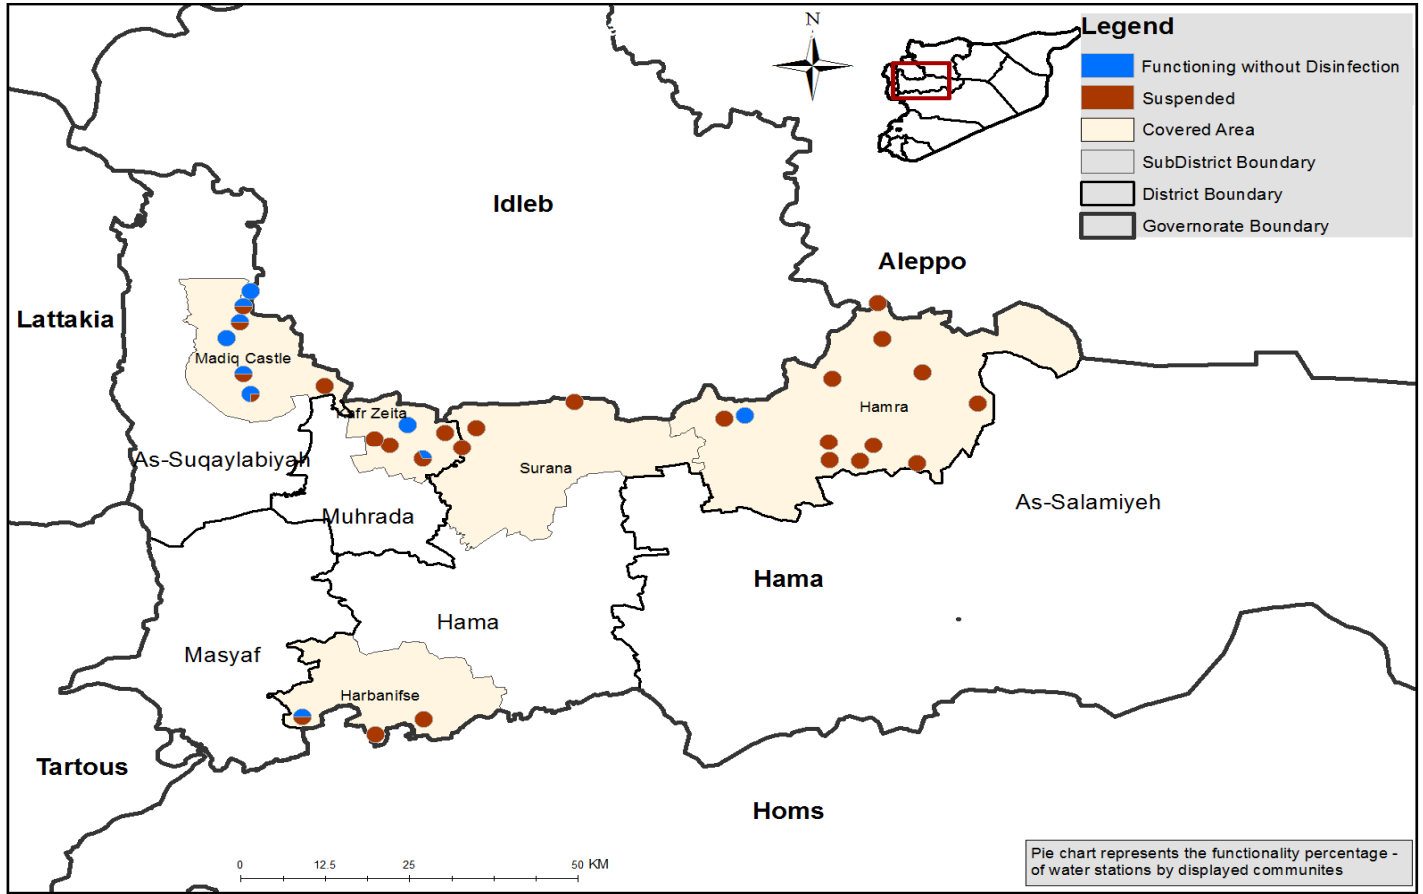 N
Legend
Functioning without Disinfection
Suspended
Covered Area
SubDistrict Boundary
District Boundary
Governorate Boundary
Idleb
Aleppo
Lattakia
Madiq Castle
Kafr Zeita
Hamra
As-Suqaylabiyah
Surana
As-Salamiyeh
Muhrada
Hama
Hama
Masyaf
Harbanifse
Tartous
Homs
0 12.5 25 50 KM
Pie chart represents the functionality percentage -
of water stations by displayed communites